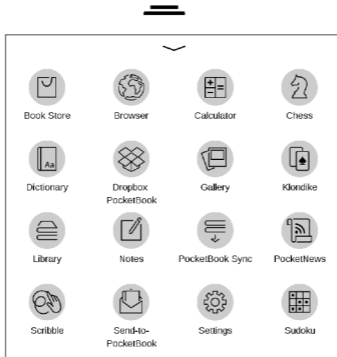 Book Store Browser Calculator Chess
Aa
Dictionary Dropbox PocketBook Gallery Klondike
Library Notes PocketBook Sync PocketNews
Scribble Send-to-PocketBook Settings Sudoku